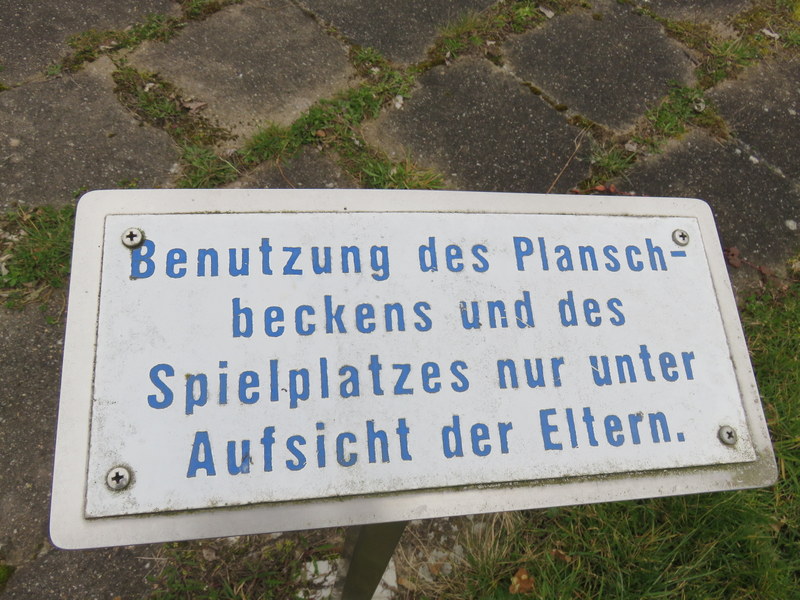 Benutzung des Plansch-
beckens und des
Spielplatzes nur unter
Aufsicht der Eltern.